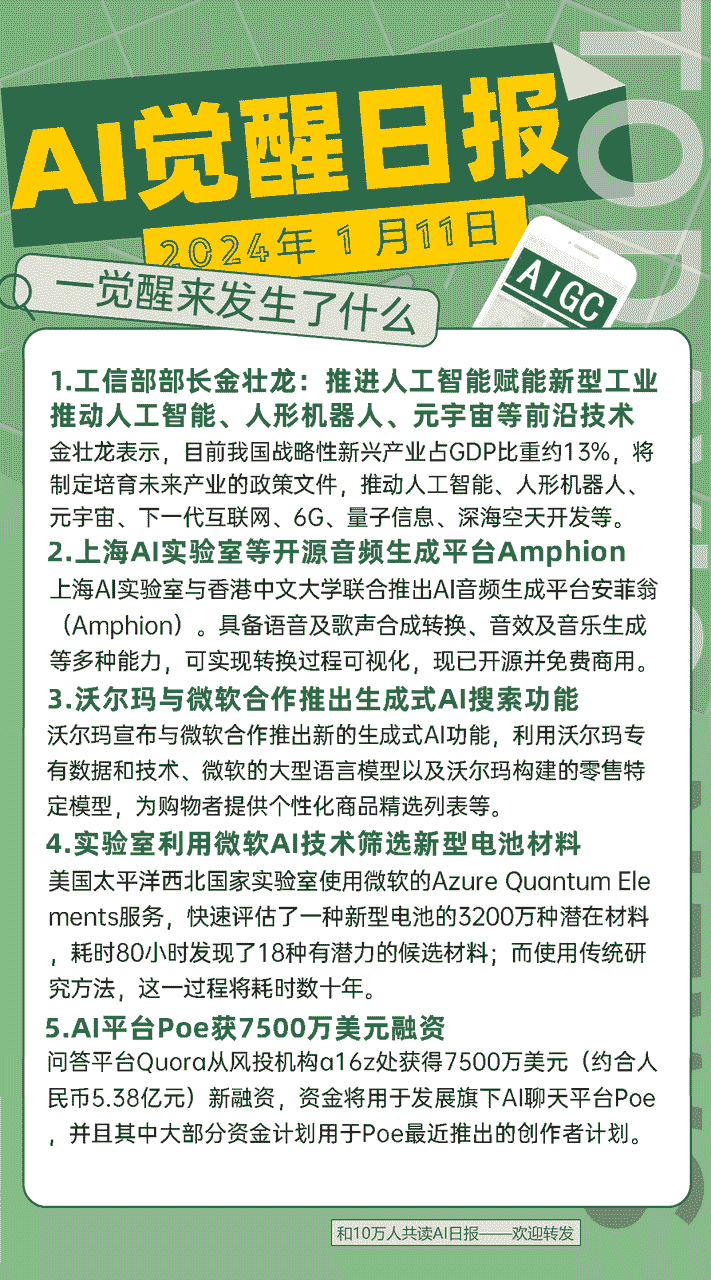 AI觉醒日报
2024年 1 月11日
一觉醒来发生了什么
AIGC
1.工信部部长金壮龙：推进人工智能赋能新型工业
推动人工智能、人形机器人、元宇宙等前沿技术
金壮龙表示，目前我国战略性新兴产业占GDP比重约13%，将
制定培育未来产业的政策文件，推动人工智能、人形机器人、
元宇宙、下一代互联网、6G、量子信息、深海空天开发等。
2.上海AI实验室等开源音频生成平台Amphion
上海AI实验室与香港中文大学联合推出AI音频生成平台安菲翁
（Amphion）。具备语音及歌声合成转换、音效及音乐生成
等多种能力，可实现转换过程可视化，现已开源并免费商用。
3.沃尔玛与微软合作推出生成式AI搜索功能
沃尔玛宣布与微软合作推出新的生成式AI功能，利用沃尔玛专
有数据和技术、微软的大型语言模型以及沃尔玛构建的零售特
定模型，为购物者提供个性化商品精选列表等。
4.实验室利用微软AI技术筛选新型电池材料
美国太平洋西北国家实验室使用微软的Azure Quantum Ele
ments服务，快速评估了一种新型电池的3200万种潜在材料
，耗时80小时发现了18种有潜力的候选材料；而使用传统研
究方法，这一过程将耗时数十年。
5.AI平台Poe获7500万美元融资
问答平台Quora从风投机构a16z处获得7500万美元（约合人
民币5.38亿元）新融资，资金将用于发展旗下AI聊天平台Poe
，并且其中大部分资金计划用于Poe最近推出的创作者计划。
和10万人共读AI日报——欢迎转发